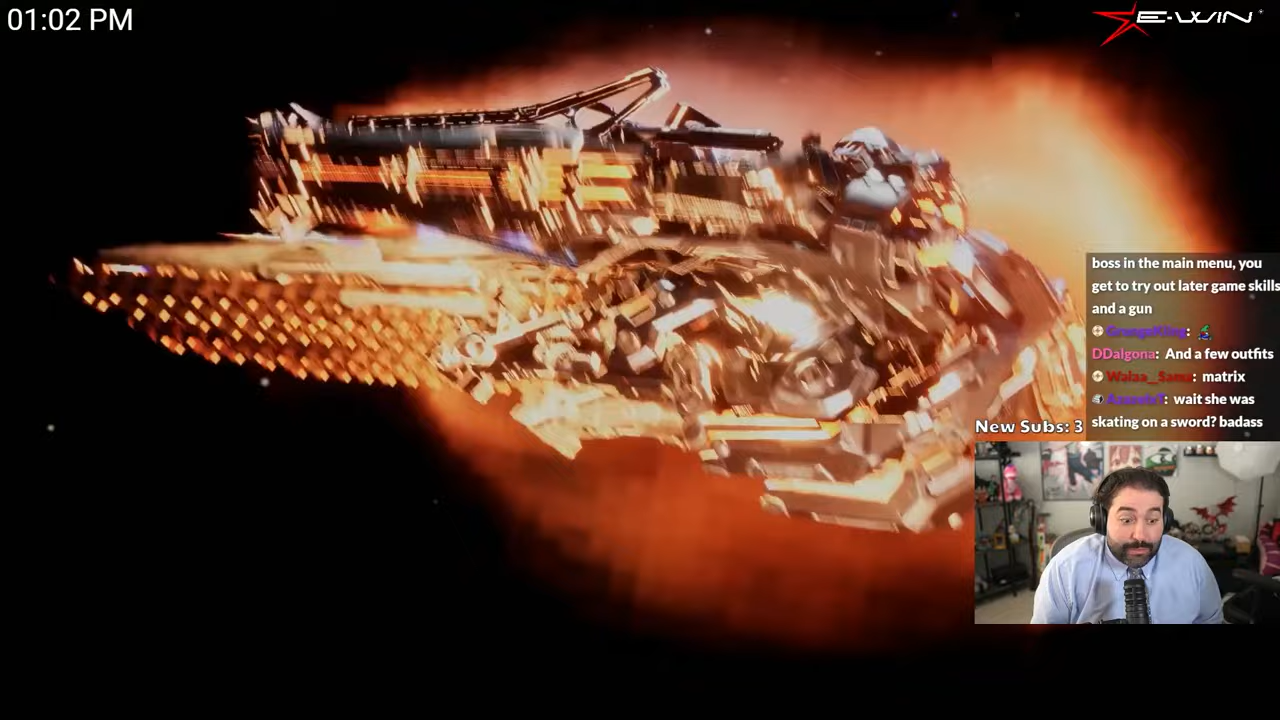 01:02 PM
E-WIN
boss in the main menu, you
get to try out later game skills
and a gun
DDalgona: And a few outfits
Walaa_Sama: matrix
wait she was
New Subs: 3
skating on a sword? badass